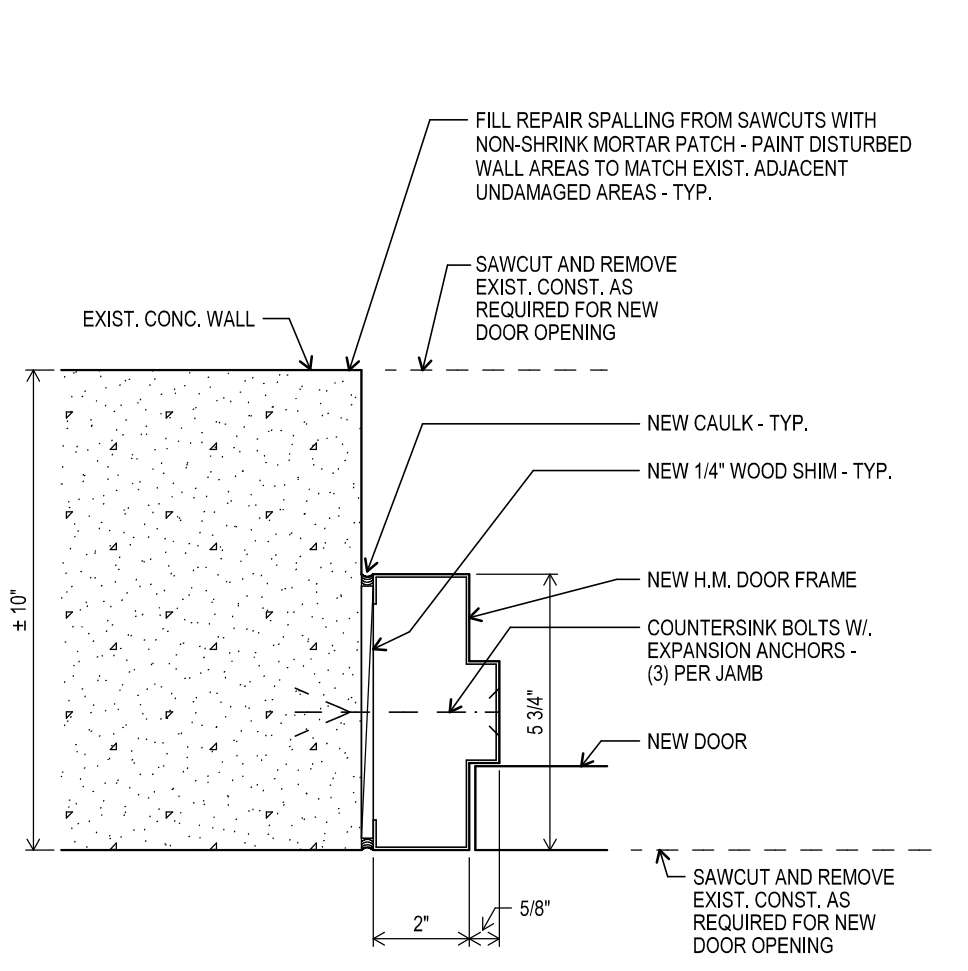 FILL REPAIR SPALLING FROM SAWCUTS WITH
NON-SHRINK MORTAR PATCH - PAINT DISTURBED
WALL AREAS TO MATCH EXIST. ADJACENT
UNDAMAGED AREAS - TYP.
SAWCUT AND REMOVE
EXIST. CONST. AS
REQUIRED FOR NEW
DOOR OPENING
EXIST. CONC. WALL
NEW CAULK - TYP.
NEW 1/4" WOOD SHIM - TYP.
NEW H.M. DOOR FRAME
COUNTERSINK BOLTS W/.
EXPANSION ANCHORS -
(3) PER JAMB
± 10"
5 3/4"
NEW DOOR
SAWCUT AND REMOVE
EXIST. CONST. AS
REQUIRED FOR NEW
DOOR OPENING
5/8"
2"